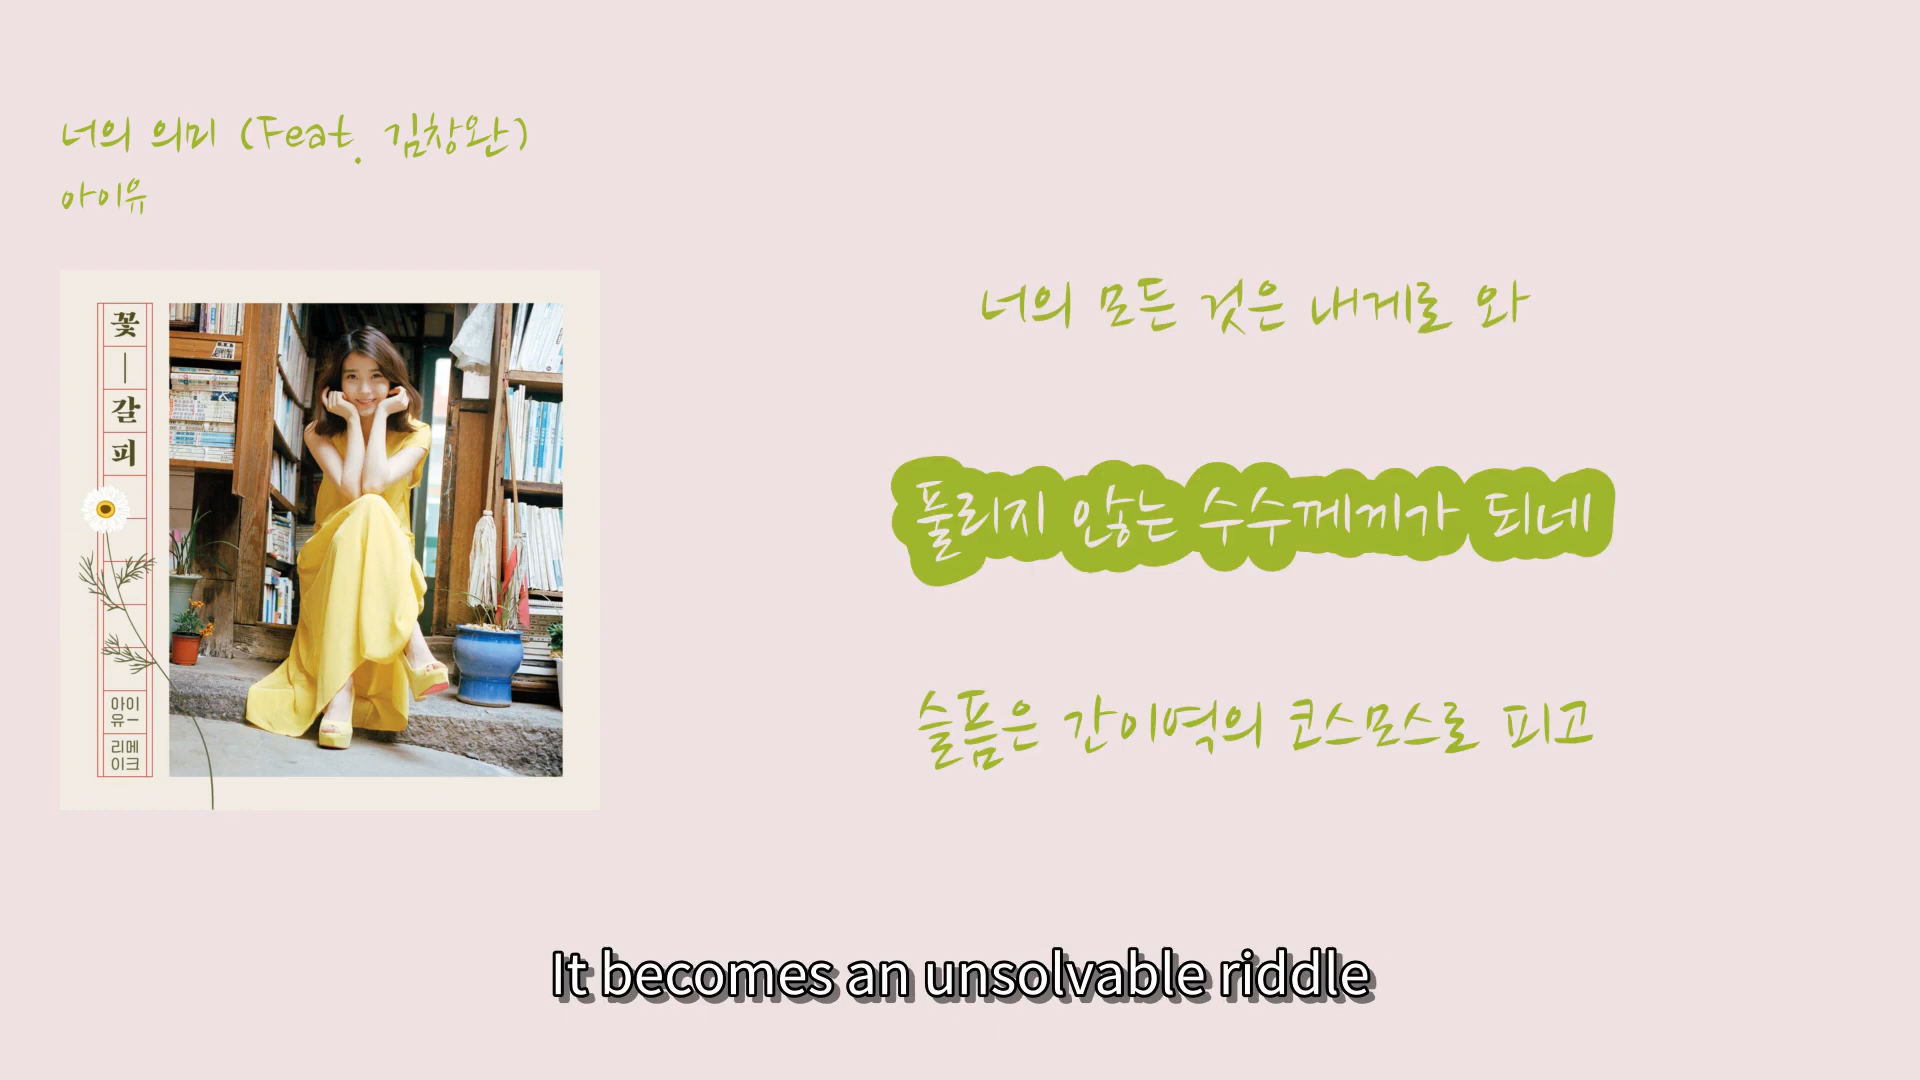 너의 의미 (Feat. 김창완)
아이유
꽃
—
갈
피
아이
유—
리메
이크
너의 모든 것은 내게로 와
풀리지 않는 수수께끼가 되네
슬픔은 간이역의 코스모스로 피고
It becomes an unsolvable riddle